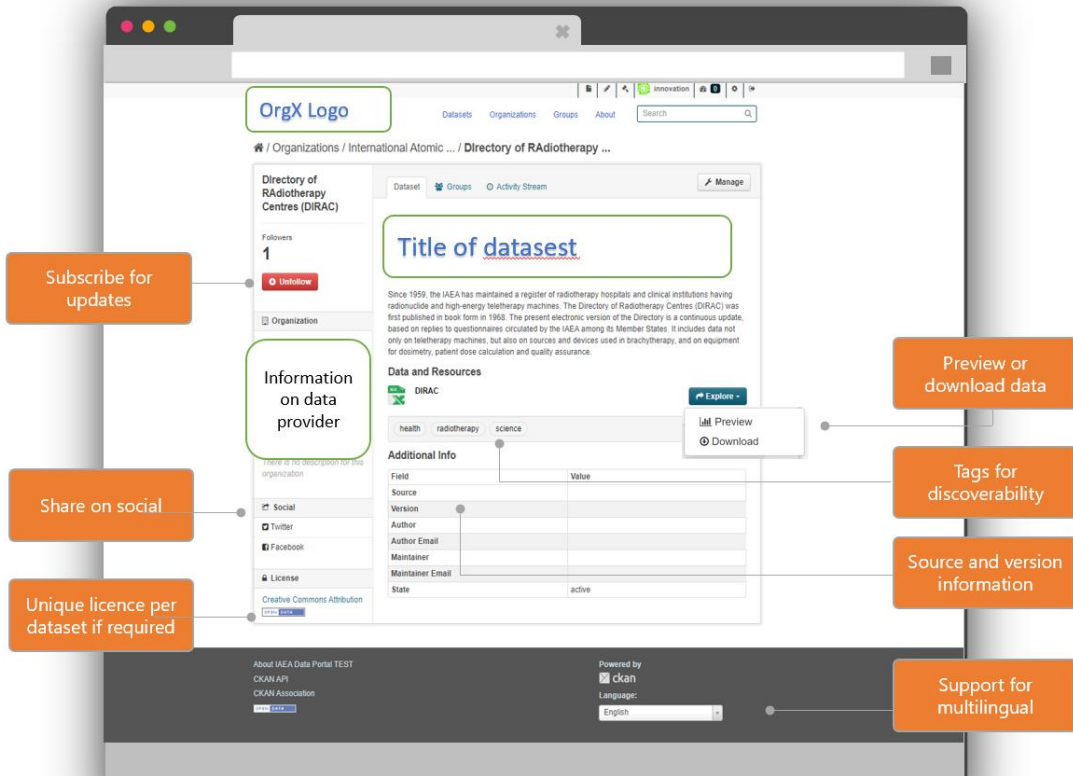 innovation
0
OrgX Logo
Datasets Organizations Groups About Search
/ Organizations / International Atomic ... / DIrectory of RAdiotherapy ...
DIrectory of
RAdiotherapy
Centres (DIRAC)
Followers
1
Unfollow
Organization
Information
on data
provider
There is no description for this
organization
Social
Twitter
Facebook
License
Creative Commons Attribution
OPEN DATA
Dataset Groups Activity Stream
Manage
Title of datasest
Since 1959, the IAEA has maintained a register of radiotherapy hospitals and clinical institutions having
radionuclide and high-energy teletherapy machines. The Directory of Radiotherapy Centres (DIRAC) was
first published in book form in 1968. The present electronic version of the Directory is a continuous update,
based on replies to questionnaires circulated by the IAEA among its Member States. It includes data not
only on teletherapy machines, but also on sources and devices used in brachytherapy, and on equipment
for dosimetry, patient dose calculation and quality assurance.
Data and Resources
DIRAC
Explore
Preview
Download
health radiotherapy science
Additional Info
Field Value
Source
Version
Author
Author Email
Maintainer
Maintainer Email
State active
Subscribe for
updates
Share on social
Unique licence per
dataset if required
Preview or
download data
Tags for
discoverability
Source and version
information
Support for
multilingual
About IAEA Data Portal TEST
CKAN API
CKAN Association
OPEN DATA
Powered by
ckan
Language:
English